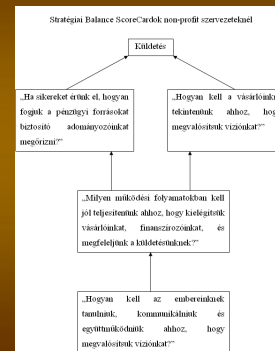 Stratégiai Balance ScoreCardok non-profit szervezeteknél
Küldetés
„Ha sikereket érünk el, hogyan
fogjuk a pénzügyi forrásokat
biztosító adományozóinkat
megőrizni?”
„Hogyan kell a vásárlóinkra
tekintenünk ahhoz, hogy
megvalósítsuk víziónkat?”
„Milyen működési folyamatokban kell
jól teljesítenünk ahhoz, hogy kielégítsük
vásárlóinkat, finanszírozóinkat, és
megfeleljünk a küldetésünknek?”
„Hogyan kell az embereinknek
tanulniuk, kommunikálniuk és
együttműködniük ahhoz, hogy
megvalósítsuk víziónkat?”